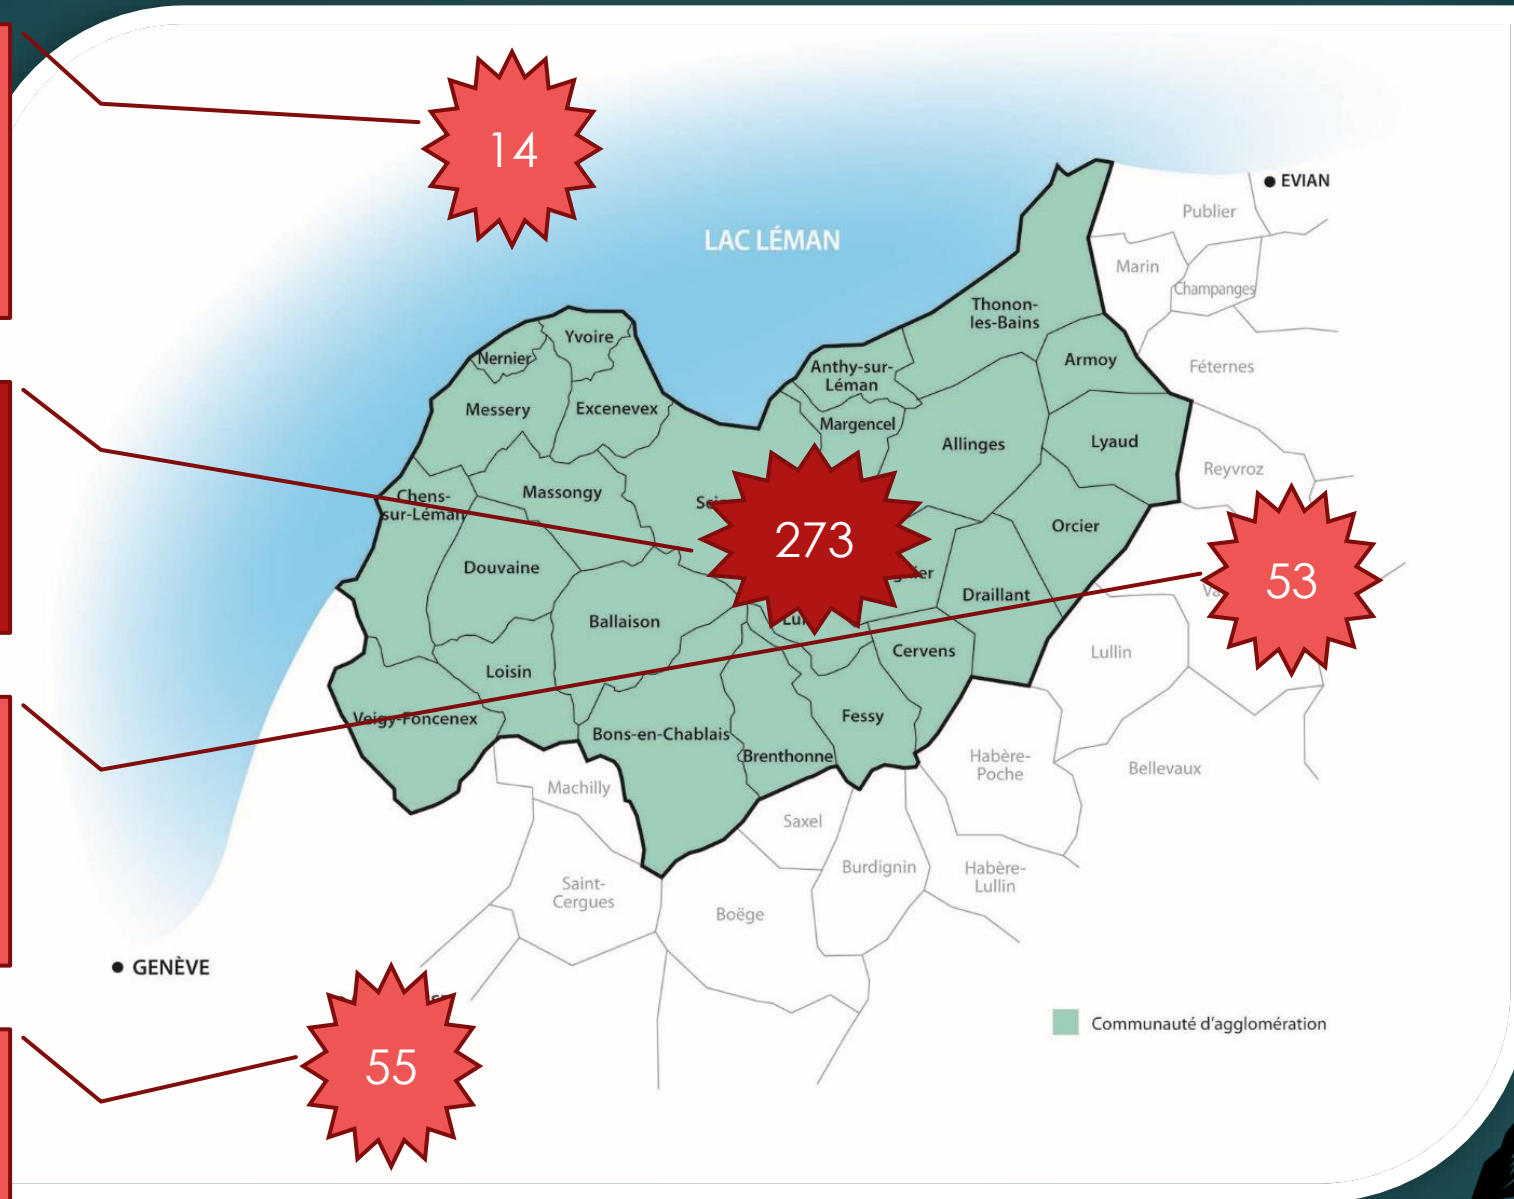 14
EVIAN
Publier
LAC LÉMAN
Marin
Champanges
Thonon-
les-Bains
Yvoire
Nernier
Armoy
Féternes
Anthy-sur-
Léman
Messery
Excenevex
Margencel
Allinges
Lyaud
Reyvroz
Massongy
Chens-
sur-Léman
Orcier
273
Douvaine
53
Draillant
Ballaison
Cervens
Lullin
Loisin
Veigy-Foncenex
Fessy
Bons-en-Chablais
Brenthonne
Habère-
Poche
Bellevaux
Machilly
Saxel
Burdignin
Habère-
Lullin
Saint-
Cergues
Boëge
GENÈVE
Communauté d'agglomération
55